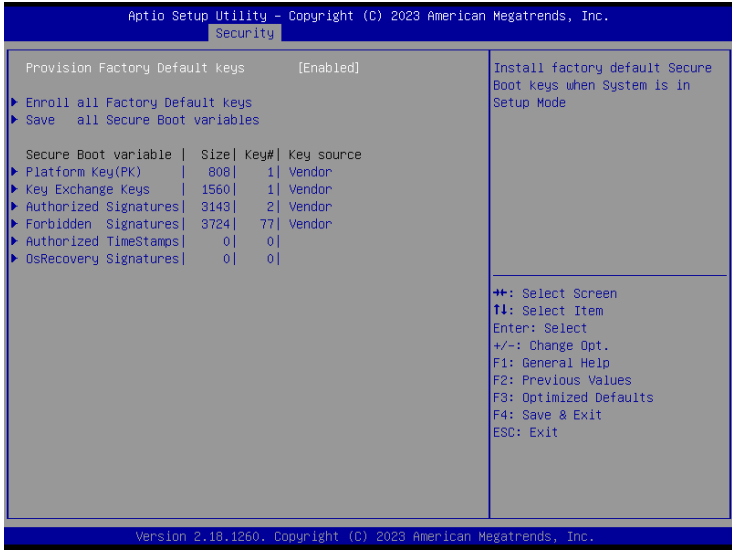 Aptio Setup Utility – Copyright (C) 2023 American Megatrends, Inc.
Security
Provision Factory Default keys [Enabled]
Enroll all Factory Default keys
Save all Secure Boot variables
Secure Boot variable | Size| Key#| Key source
Platform Key(PK) | 808| 1| Vendor
Key Exchange Keys | 1560| 1| Vendor
Authorized Signatures| 3143| 2| Vendor
Forbidden Signatures| 3724| 77| Vendor
Authorized TimeStamps| 0| 0|
OsRecovery Signatures| 0| 0|
Install factory default Secure
Boot keys when System is in
Setup Mode
→←: Select Screen
↑↓: Select Item
Enter: Select
+/-: Change Opt.
F1: General Help
F2: Previous Values
F3: Optimized Defaults
F4: Save & Exit
ESC: Exit
Version 2.18.1260. Copyright (C) 2023 American Megatrends, Inc.